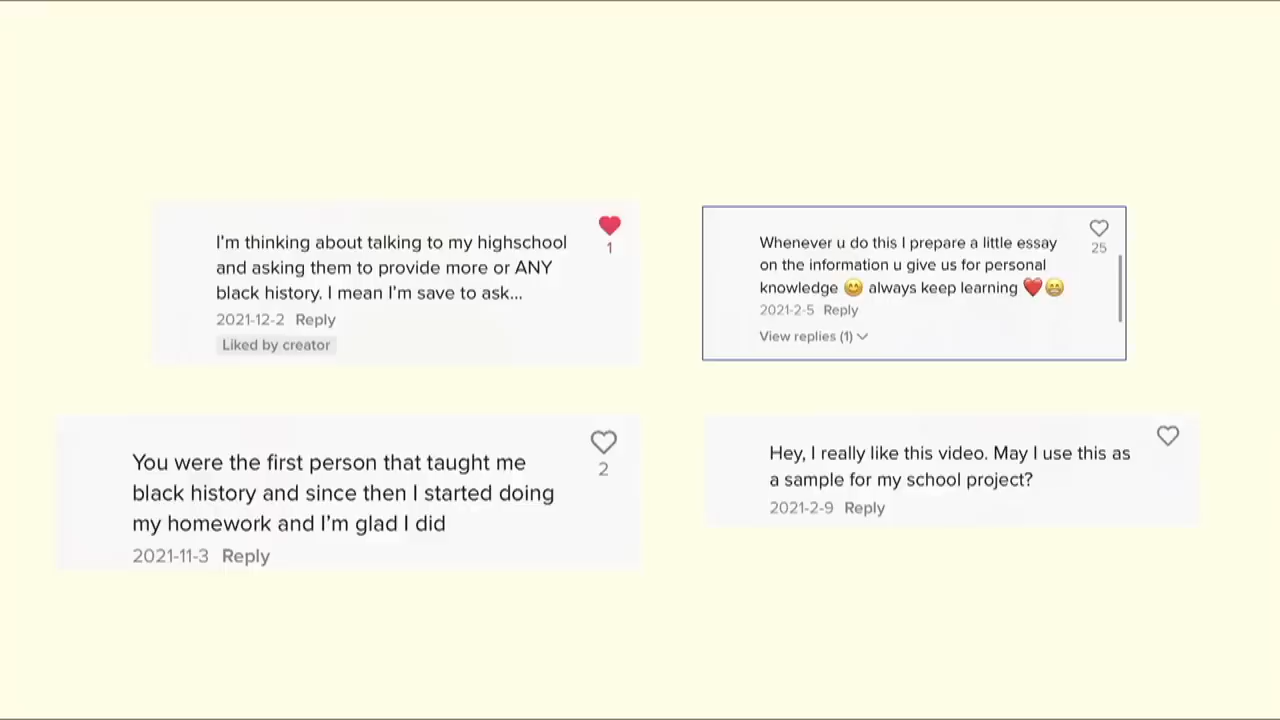 I'm thinking about talking to my highschool
and asking them to provide more or ANY
black history. I mean I'm save to ask...
2021-12-2 Reply
Liked by creator
1
Whenever u do this I prepare a little essay
on the information u give us for personal
knowledge 😊 always keep learning ❤️😁
2021-2-5 Reply
View replies (1)
25
You were the first person that taught me
black history and since then I started doing
my homework and I'm glad I did
2021-11-3 Reply
2
Hey, I really like this video. May I use this as
a sample for my school project?
2021-2-9 Reply